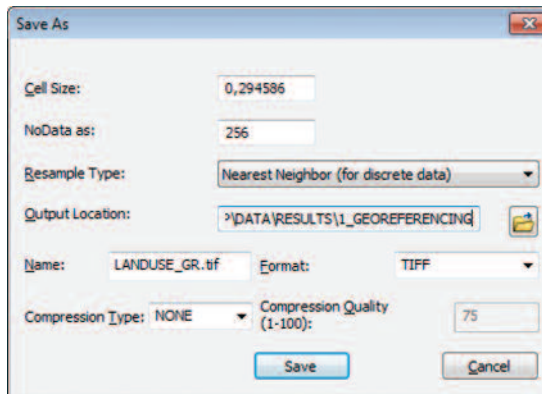 Save As
Cell Size: 0,294586
NoData as: 256
Resample Type: Nearest Neighbor (for discrete data)
Output Location: \DATA\RESULTS\1_GEOREFERENCING
Name: LANDUSE_GR.tif Format: TIFF
Compression Type: NONE Compression Quality (1-100): 75
Save Cancel